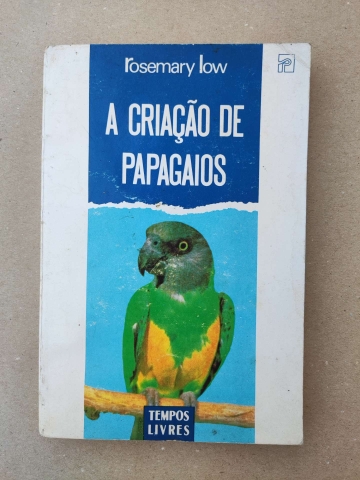 rosemary low
A CRIAÇÃO DE
PAPAGAIOS
TEMPOS
LIVRES